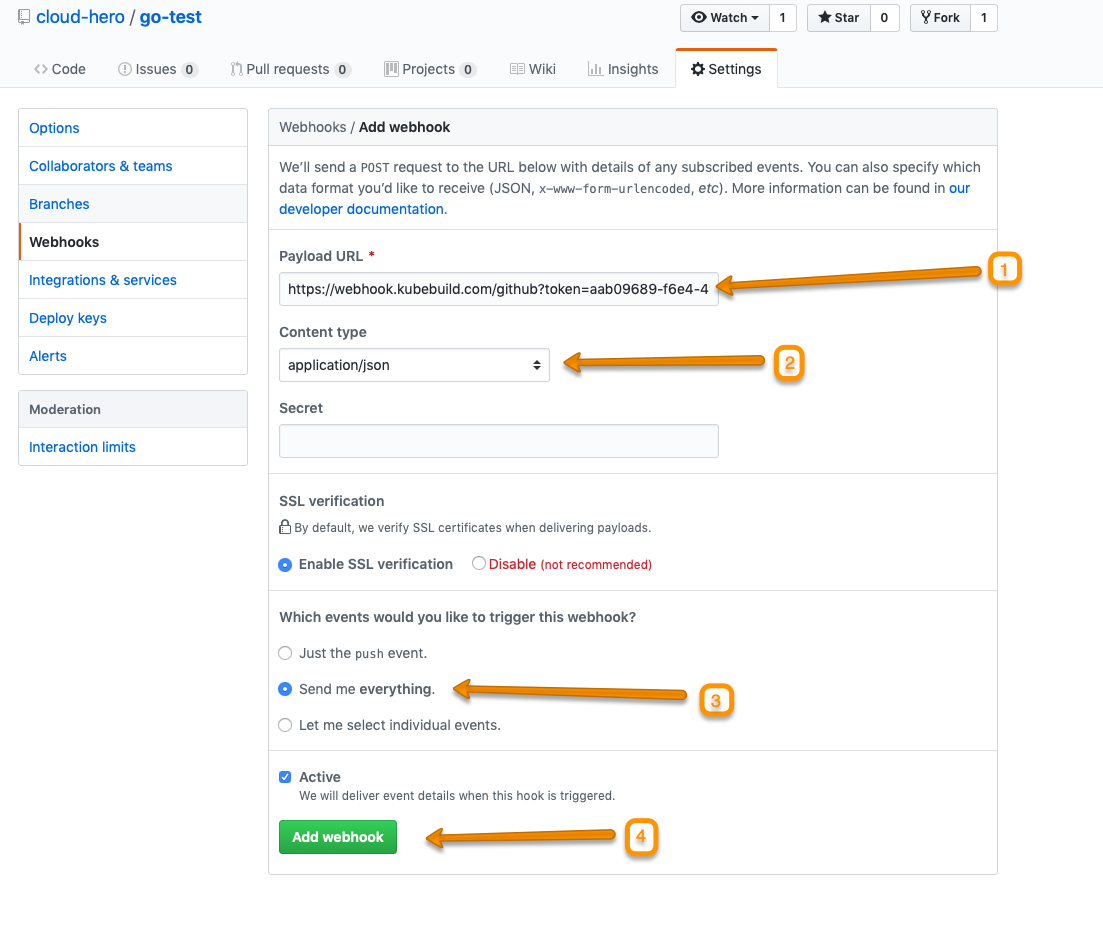 cloud-hero / go-test
Watch 1 Star 0 Fork 1
Code Issues 0 Pull requests 0 Projects 0 Wiki Insights Settings
Options
Collaborators & teams
Branches
Webhooks
Integrations & services
Deploy keys
Alerts
Moderation
Interaction limits
Webhooks / Add webhook
We’ll send a POST request to the URL below with details of any subscribed events. You can also specify which
data format you’d like to receive (JSON, x-www-form-urlencoded, etc). More information can be found in our
developer documentation.
Payload URL *
https://webhook.kubebuild.com/github?token=aab09689-f6e4-4
1
Content type
application/json
2
Secret
SSL verification
By default, we verify SSL certificates when delivering payloads.
Enable SSL verification Disable (not recommended)
Which events would you like to trigger this webhook?
Just the push event.
Send me everything.
3
Let me select individual events.
Active
We will deliver event details when this hook is triggered.
Add webhook
4